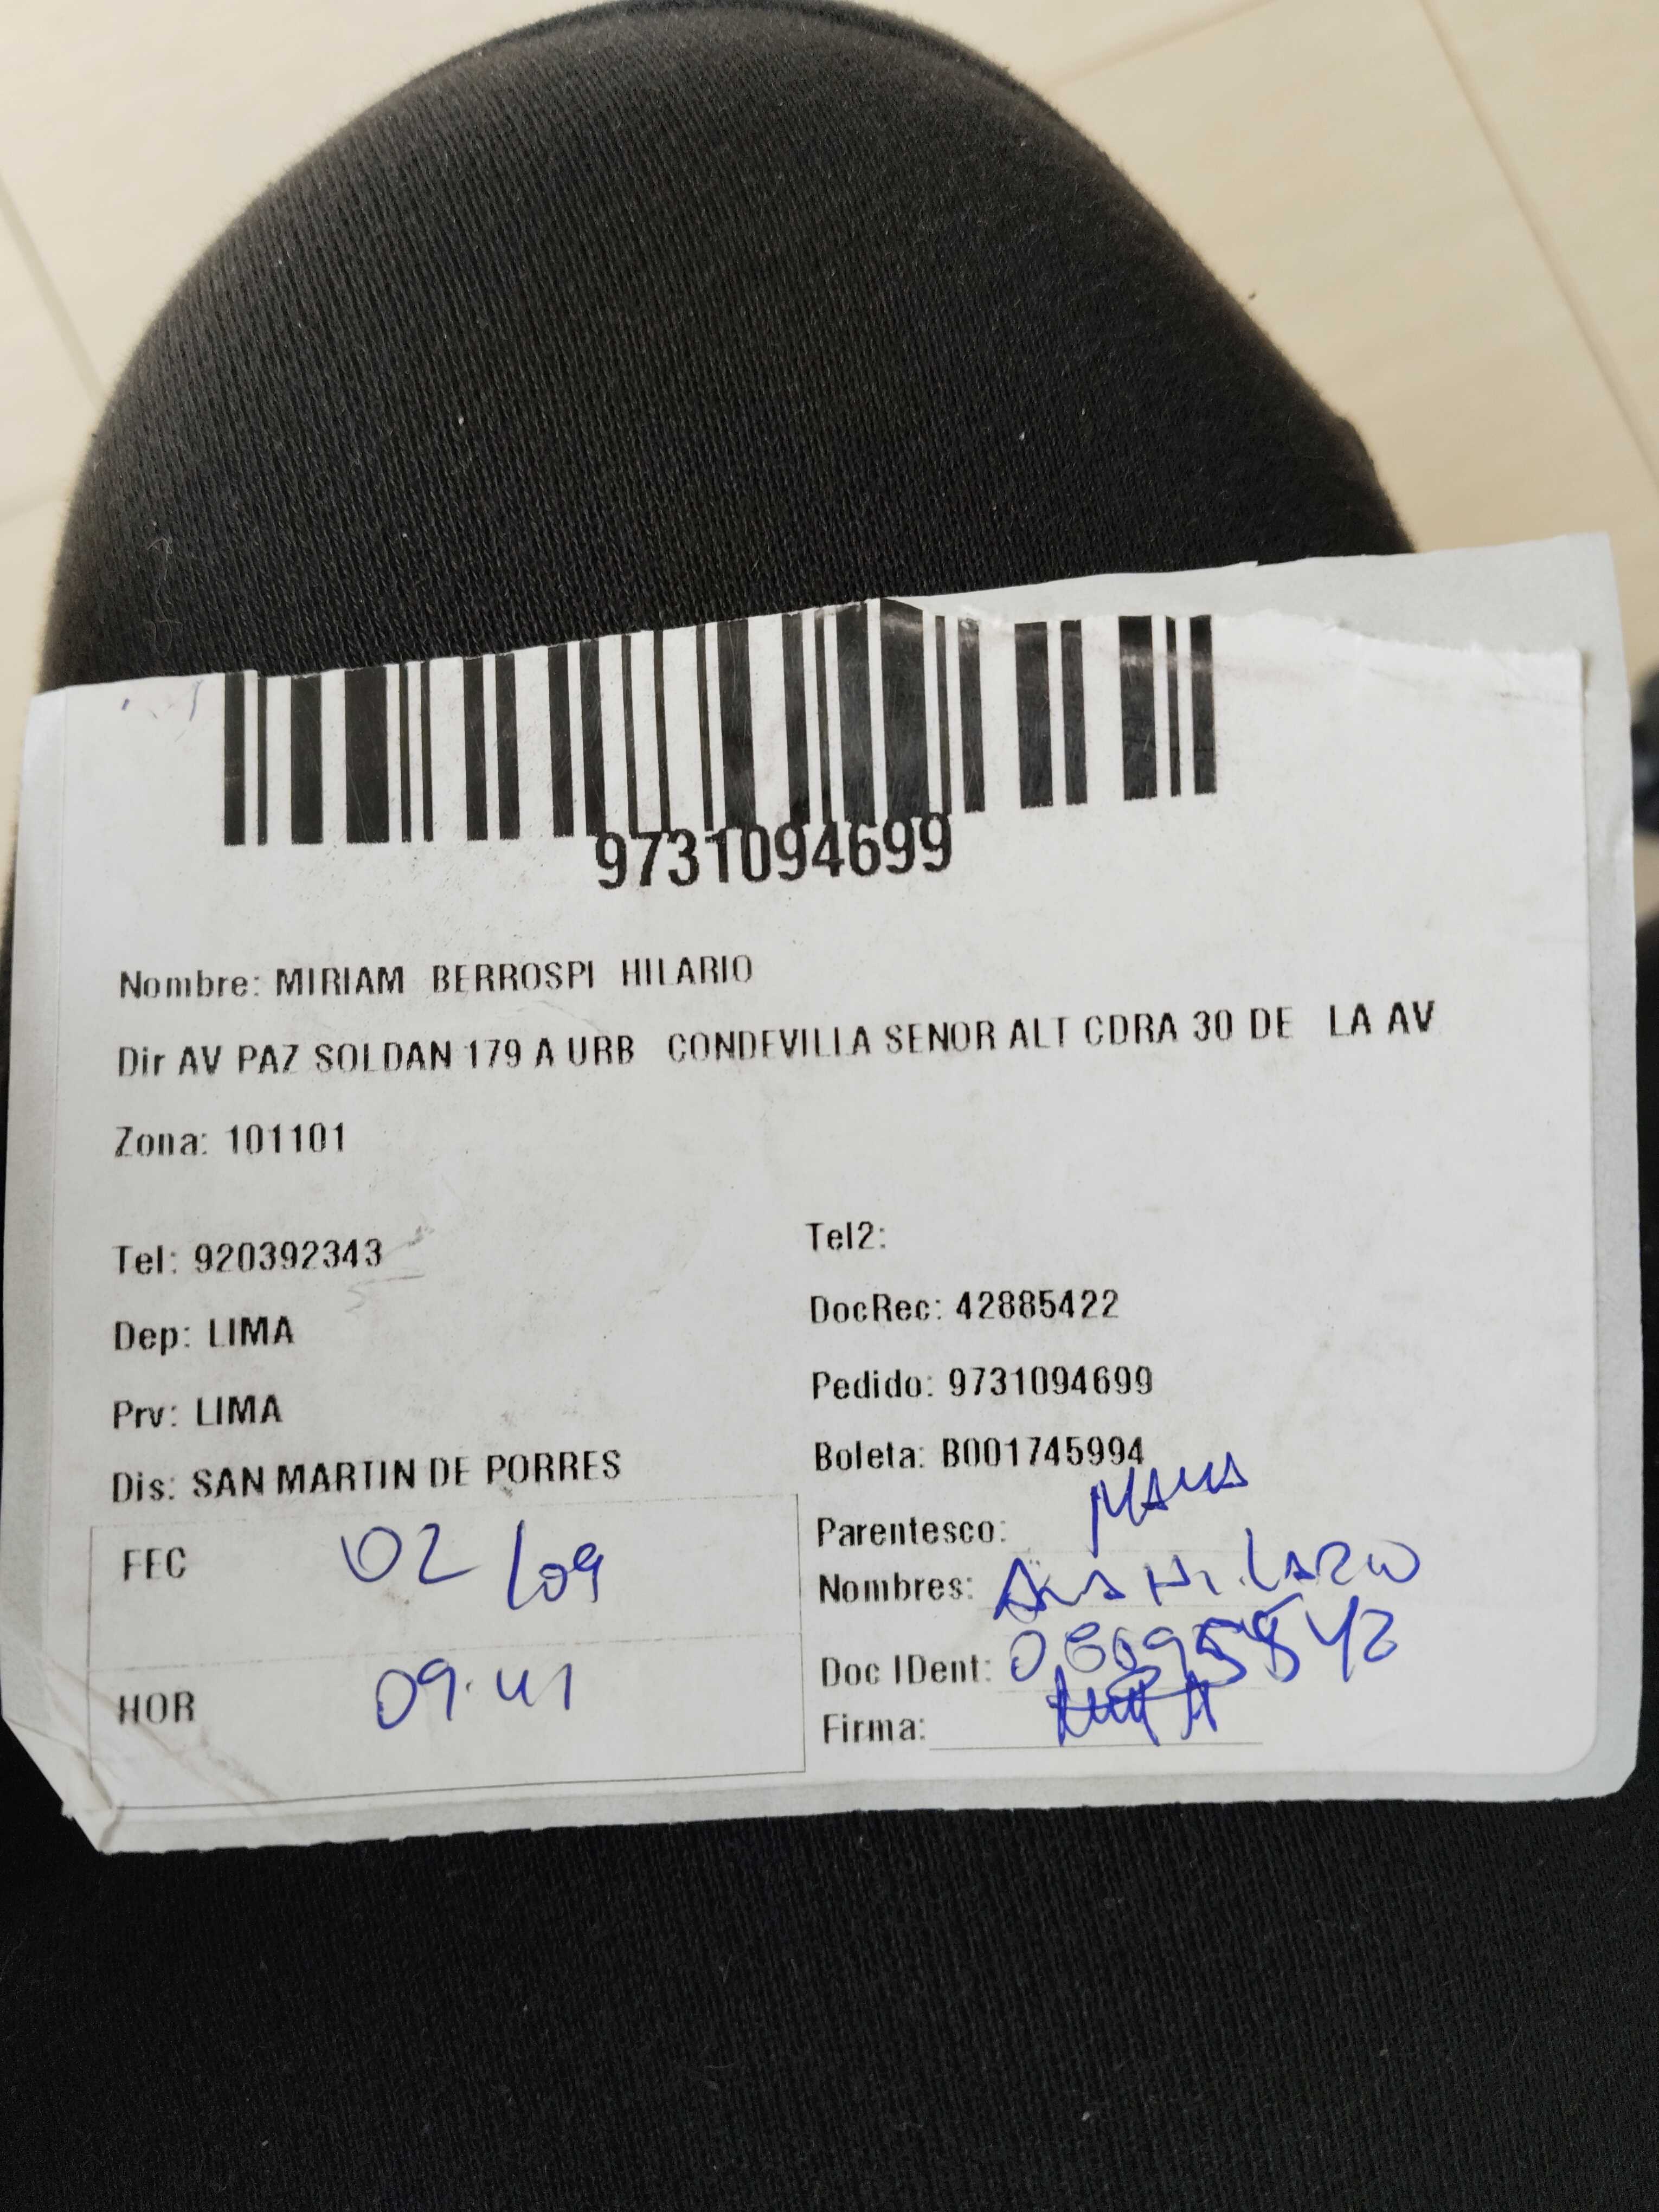 9731094699
Nombre: MIRIAM BERROSPI HILARIO
Dir AV PAZ SOLDAN 179 A URB CONDEVILLA SENOR ALT CDRA 30 DE LA AV
Zona: 101101
Tel: 920392343
Tel2:
Dep: LIMA
DocRec: 42885422
Prv: LIMA
Pedido: 9731094699
Dis: SAN MARTIN DE PORRES
Boleta: B001745994
FEC 02/09
Parentesco: MAMA
Nombres: ANA HILARIO
HOR 09:41
Doc IDent:
Firma: